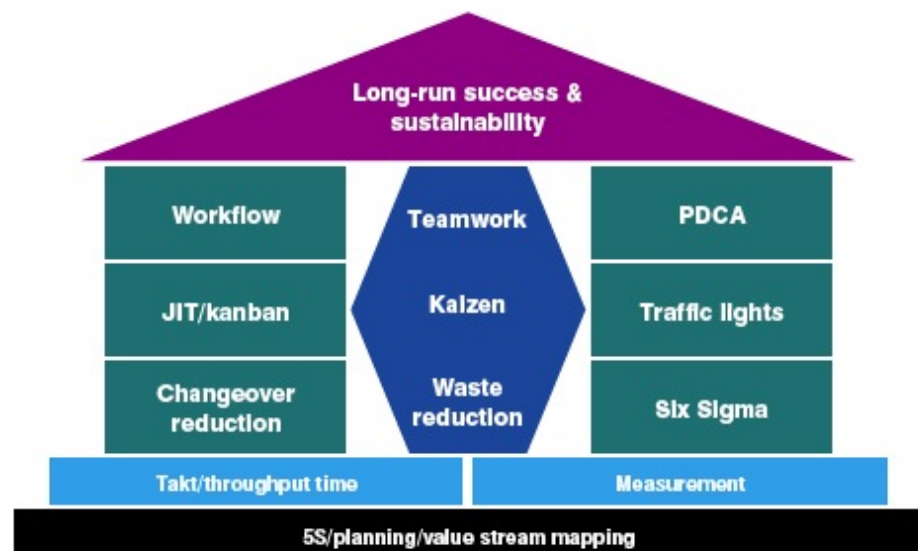 Long-run success &
sustainability
Workflow
Teamwork
PDCA
JIT/kanban
Kaizen
Traffic lights
Changeover
reduction
Waste
reduction
Six Sigma
Takt/throughput time
Measurement
5S/planning/value stream mapping